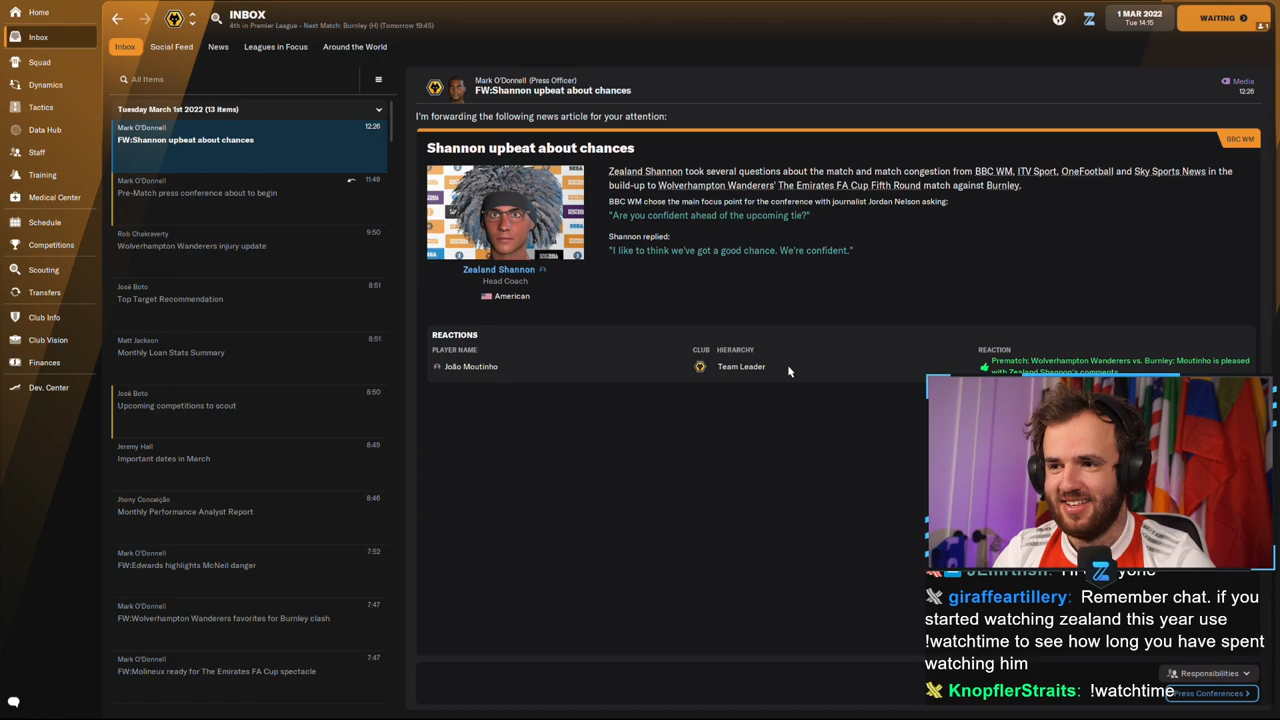 Home
Inbox
Squad
Dynamics
Tactics
Data Hub
Staff
Training
Medical Center
Schedule
Competitions
Scouting
Transfers
Club Info
Club Vision
Finances
Dev. Center
INBOX
4th in Premier League - Next Match: Burnley (H) (Tomorrow 19:45)
1 MAR 2022
Tue 14:15
WAITING
1
Inbox
Social Feed
News
Leagues in Focus
Around the World
All Items
Tuesday March 1st 2022 (13 items)
Mark O'Donnell 12:26
FW:Shannon upbeat about chances
Mark O'Donnell 11:49
Pre-Match press conference about to begin
Rob Chakraverty 9:50
Wolverhampton Wanderers injury update
José Boto 8:51
Top Target Recommendation
Matt Jackson 8:51
Monthly Loan Stats Summary
José Boto 8:50
Upcoming competitions to scout
Jeremy Hall 8:49
Important dates in March
Jhony Conceição 8:46
Monthly Performance Analyst Report
Mark O'Donnell 7:52
FW:Edwards highlights McNeil danger
Mark O'Donnell 7:47
FW:Wolverhampton Wanderers favorites for Burnley clash
Mark O'Donnell 7:47
FW:Molineux ready for The Emirates FA Cup spectacle
Mark O'Donnell (Press Officer)
FW:Shannon upbeat about chances
Media
12:26
I'm forwarding the following news article for your attention:
Shannon upbeat about chances
BBC WM
SEGA
Zealand Shannon
Head Coach
American
Zealand Shannon took several questions about the match and match congestion from BBC WM, ITV Sport, OneFootball and Sky Sports News in the
build-up to Wolverhampton Wanderers' The Emirates FA Cup Fifth Round match against Burnley.
BBC WM chose the main focus point for the conference with journalist Jordan Nelson asking:
"Are you confident ahead of the upcoming tie?"
Shannon replied:
"I like to think we've got a good chance. We're confident."
REACTIONS
PLAYER NAME CLUB HIERARCHY REACTION
João Moutinho Team Leader Prematch: Wolverhampton Wanderers vs. Burnley: Moutinho is pleased
with Zealand Shannon's comments
giraffeartillery: Remember chat. if you
started watching zealand this year use
!watchtime to see how long you have spent
watching him
KnopflerStraits: !watchtime
Responsibilities
Press Conferences